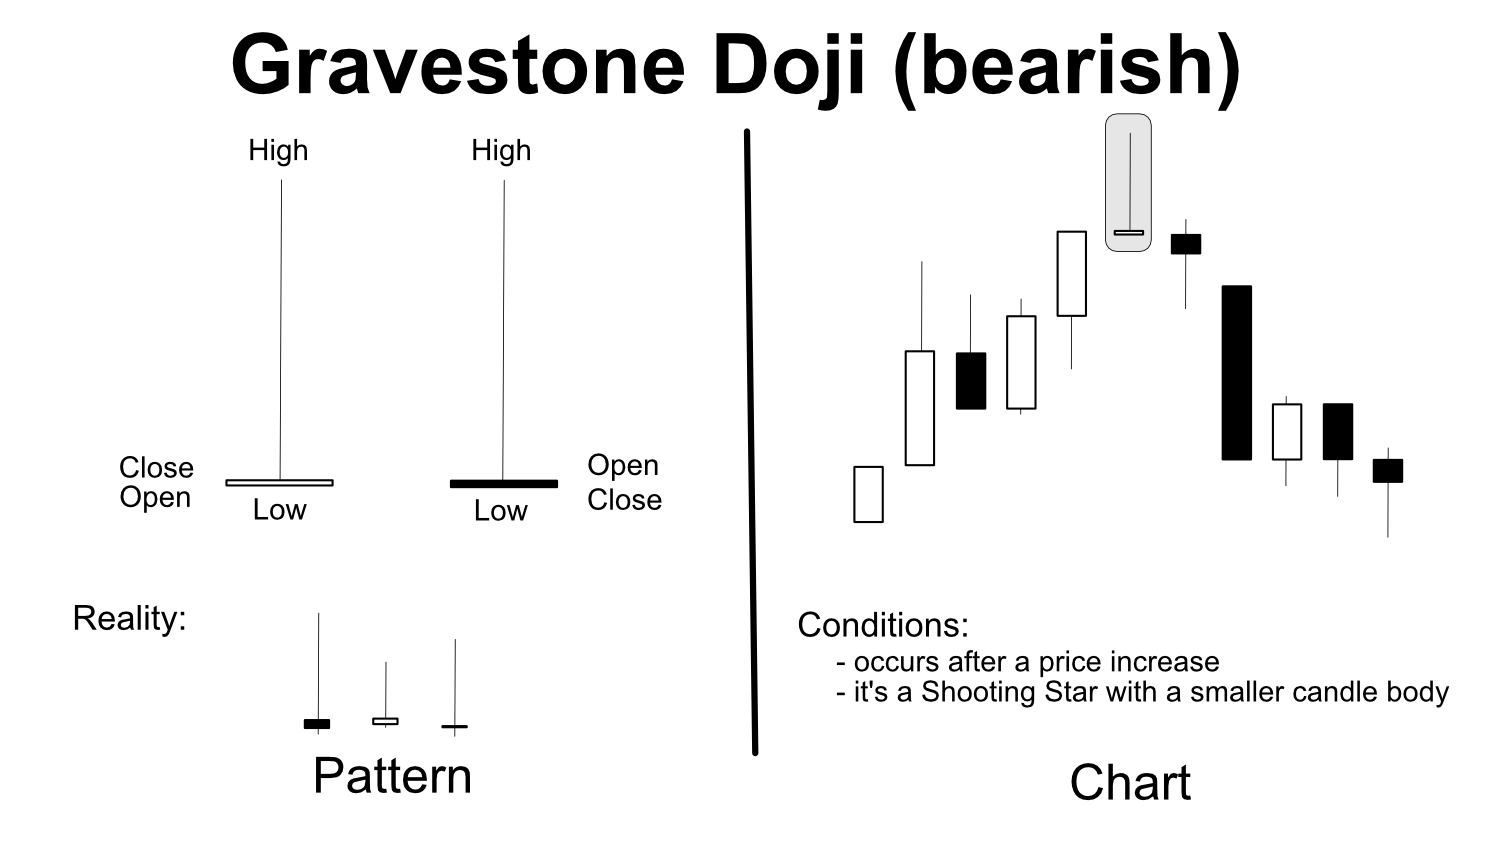 Gravestone Doji (bearish)
High
High
Close
Open
Low
Low
Open
Close
Reality:
Pattern
Conditions:
- occurs after a price increase
- it's a Shooting Star with a smaller candle body
Chart